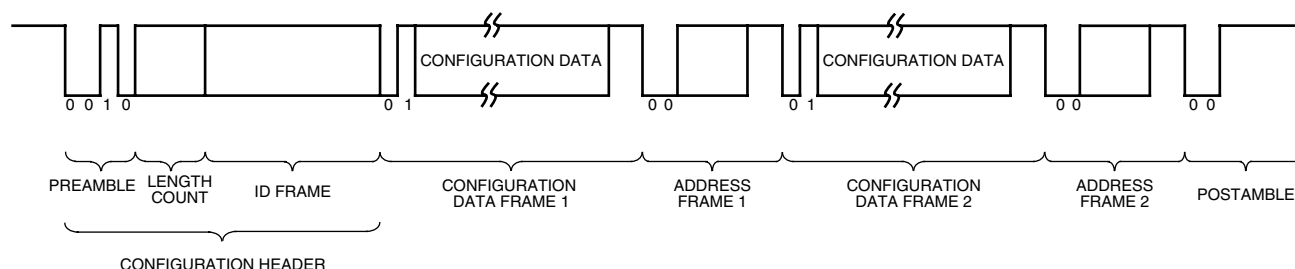 CONFIGURATION DATA CONFIGURATION DATA
0 0 1 0 0 1 0 0 0 1 0 0 0 0
PREAMBLE
LENGTH
COUNT
ID FRAME
CONFIGURATION
DATA FRAME 1
ADDRESS
FRAME 1
CONFIGURATION
DATA FRAME 2
ADDRESS
FRAME 2
POSTAMBLE
CONFIGURATION HEADER